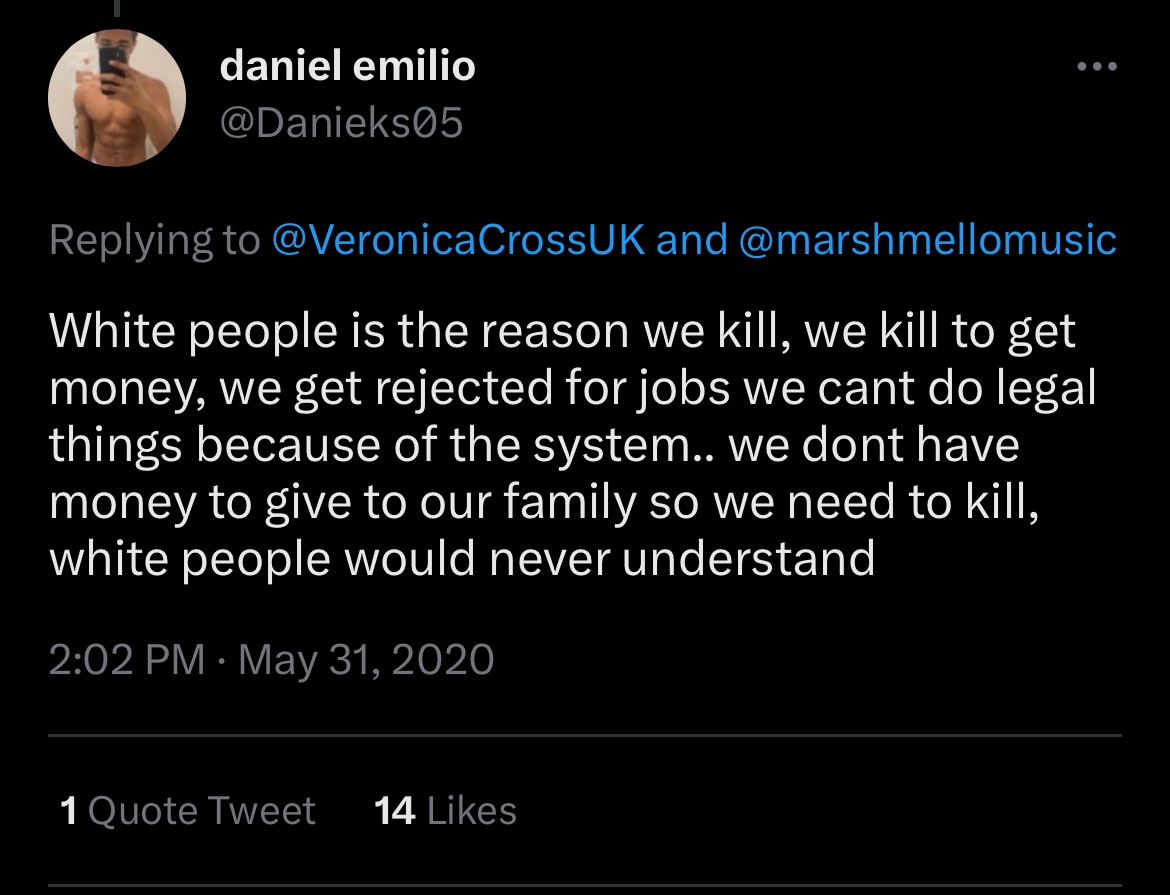 daniel emilio
@Danieks05
Replying to @VeronicaCrossUK and @marshmellomusic
White people is the reason we kill, we kill to get
money, we get rejected for jobs we cant do legal
things because of the system.. we dont have
money to give to our family so we need to kill,
white people would never understand
2:02 PM · May 31, 2020
1 Quote Tweet 14 Likes